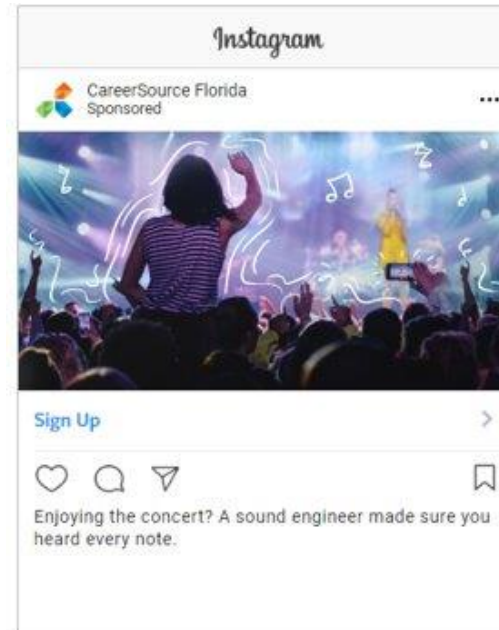 Instagram
CareerSource Florida
Sponsored
Sign Up
Enjoying the concert? A sound engineer made sure you
heard every note.